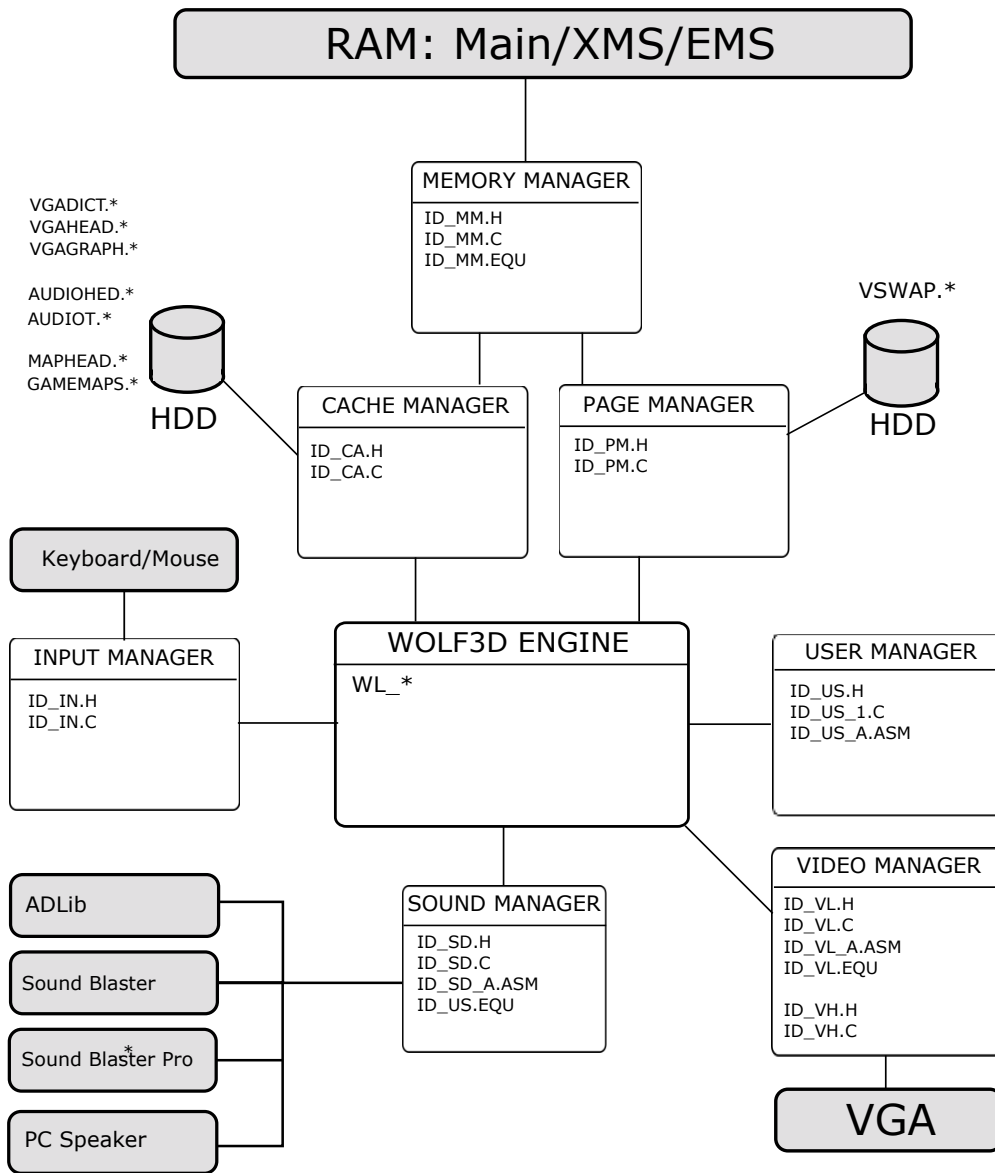 RAM: Main/XMS/EMS
MEMORY MANAGER
ID_MM.H
ID_MM.C
ID_MM.EQU
VGADICT.*
VGAHEAD.*
VGAGRAPH.*
AUDIOHED.*
AUDIOT.*
MAPHEAD.*
GAMEMAPS.*
HDD
VSWAP.*
HDD
CACHE MANAGER
ID_CA.H
ID_CA.C
PAGE MANAGER
ID_PM.H
ID_PM.C
Keyboard/Mouse
INPUT MANAGER
ID_IN.H
ID_IN.C
WOLF3D ENGINE
WL_*
USER MANAGER
ID_US.H
ID_US_1.C
ID_US_A.ASM
ADLib
Sound Blaster
Sound Blaster Pro
*
PC Speaker
SOUND MANAGER
ID_SD.H
ID_SD.C
ID_SD_A.ASM
ID_US.EQU
VIDEO MANAGER
ID_VL.H
ID_VL.C
ID_VL_A.ASM
ID_VL.EQU
ID_VH.H
ID_VH.C
VGA